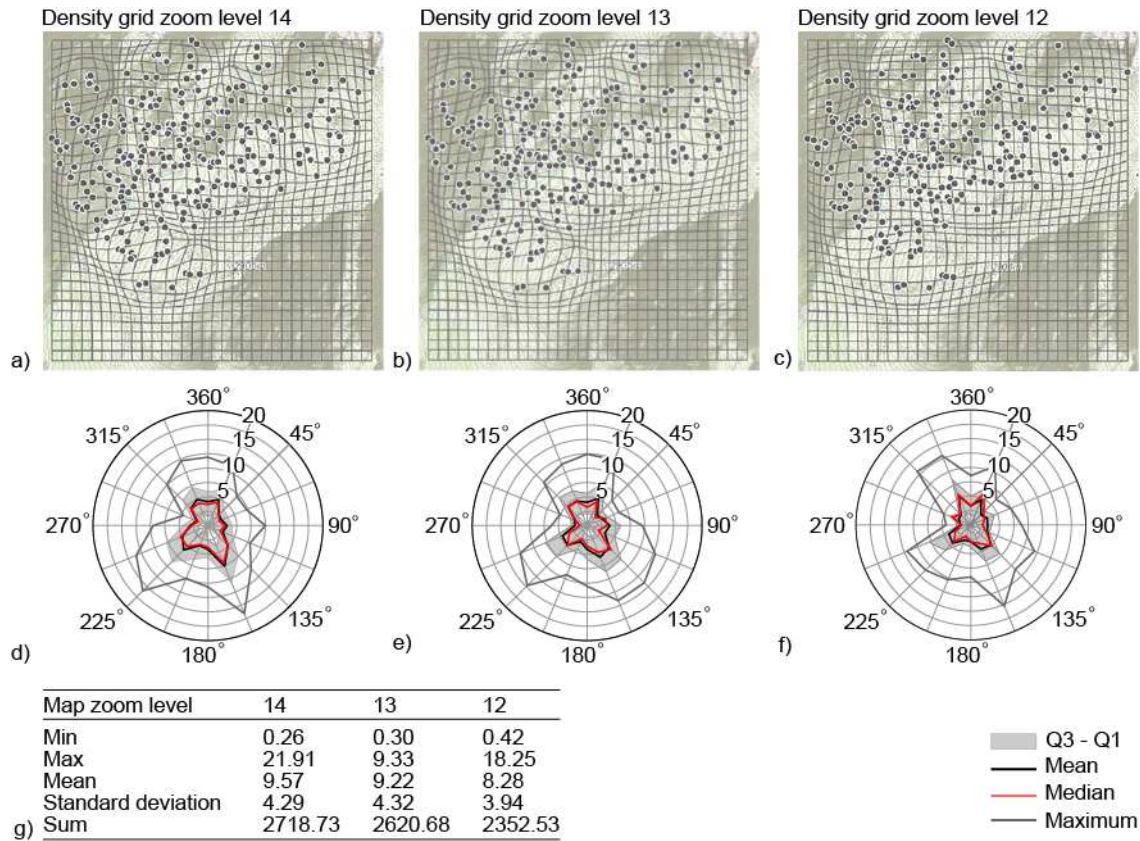 Density grid zoom level 14
Density grid zoom level 13
Density grid zoom level 12
a)
b)
c)
360°
315°
45°
20
15
10
5
270°
90°
225°
135°
180°
d)
360°
315°
45°
20
15
10
5
270°
90°
225°
135°
180°
e)
360°
315°
45°
20
15
10
5
270°
90°
225°
135°
180°
f)
Map zoom level 14 13 12
Min 0.26 0.30 0.42
Max 21.91 9.33 18.25
Mean 9.57 9.22 8.28
Standard deviation 4.29 4.32 3.94
g) Sum 2718.73 2620.68 2352.53
Q3 - Q1
Mean
Median
Maximum